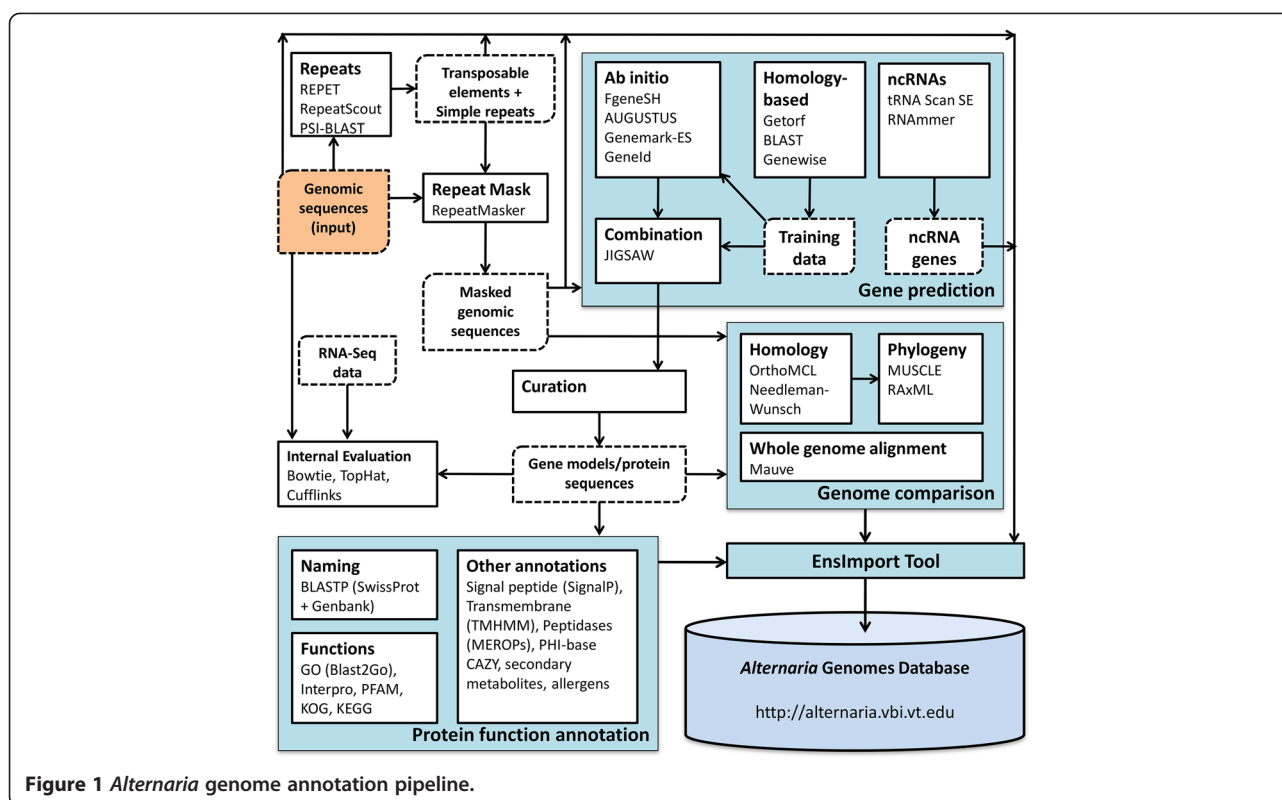 Repeats
REPET
RepeatScout
PSI-BLAST
Transposable
elements +
Simple repeats
Genomic
sequences
(input)
Repeat Mask
RepeatMasker
Masked
genomic
sequences
RNA-Seq
data
Ab initio
FgeneSH
AUGUSTUS
Genemark-ES
GeneId
Homology-
based
Getorf
BLAST
Genewise
ncRNAs
tRNA Scan SE
RNAmmer
Combination
JIGSAW
Training
data
ncRNA
genes
Gene prediction
Curation
Homology
OrthoMCL
Needleman-
Wunsch
Phylogeny
MUSCLE
RAxML
Whole genome alignment
Mauve
Genome comparison
Internal Evaluation
Bowtie, TopHat,
Cufflinks
Gene models/protein
sequences
Naming
BLASTP (SwissProt
+ Genbank)
Functions
GO (Blast2Go),
Interpro, PFAM,
KOG, KEGG
Other annotations
Signal peptide (SignalP),
Transmembrane
(TMHMM), Peptidases
(MEROPs), PHI-base
CAZY, secondary
metabolites, allergens
Protein function annotation
EnsImport Tool
Alternaria Genomes Database
http://alternaria.vbi.vt.edu
Figure 1 Alternaria genome annotation pipeline.